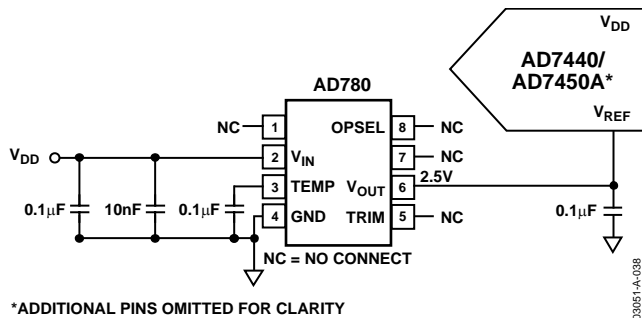 V_DD
AD7440/
AD7450A*
V_REF
AD780
NC 1 OPSEL 8 NC
V_DD 2 V_IN 7 NC
3 TEMP V_OUT 6 2.5V
4 GND TRIM 5 NC
0.1μF 10nF 0.1μF 0.1μF
NC = NO CONNECT
*ADDITIONAL PINS OMITTED FOR CLARITY
03051-A-038